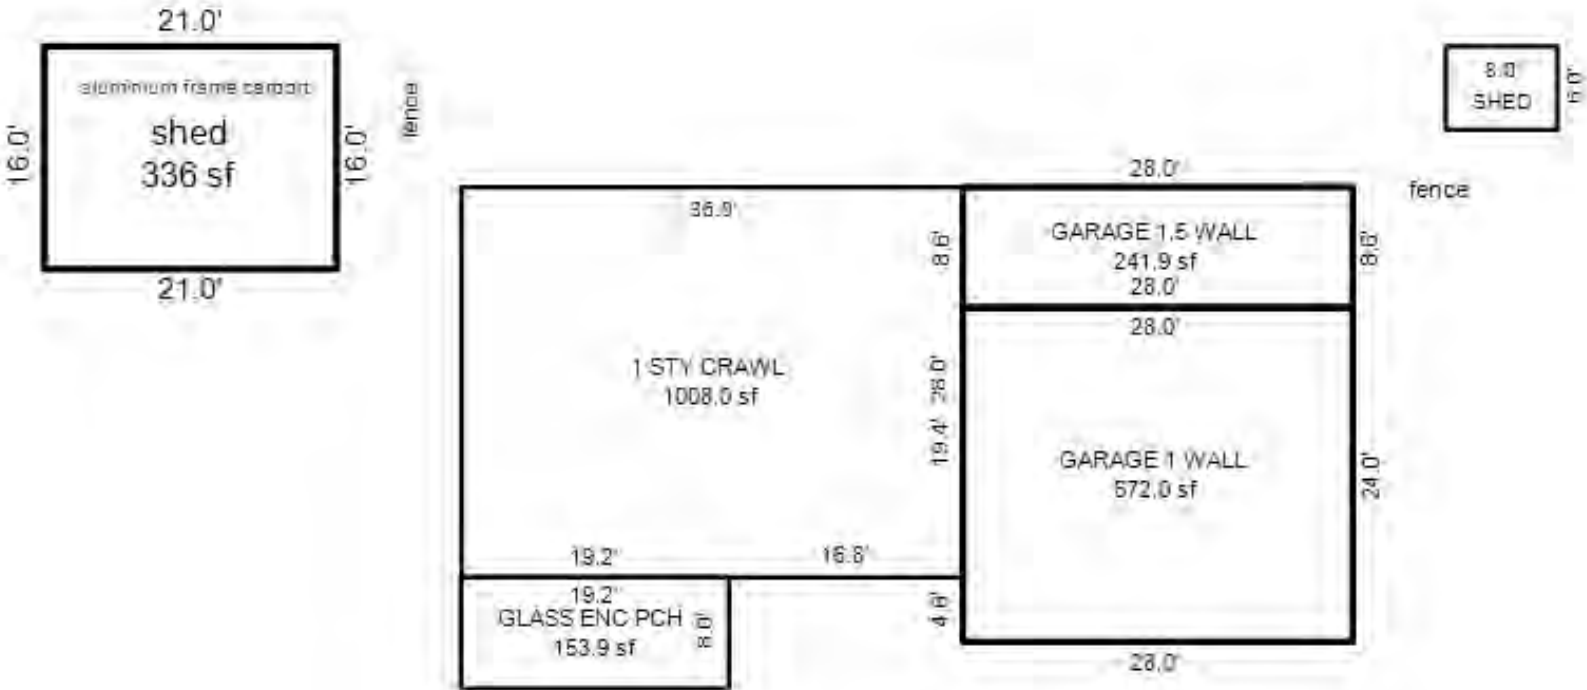 21.0'
aluminium frame carport
shed
336 sf
16.0'
16.0'
21.0'
fence
8.0'
SHED
6.0'
fence
28.0'
36.9'
8.6'
GARAGE 1.5 WALL
241.9 sf
28.0'
8.6'
28.0'
1 STY CRAWL
1008.0 sf
28.0'
19.4'
GARAGE 1 WALL
672.0 sf
24.0'
19.2'
16.8'
19.2'
GLASS ENC PCH
153.9 sf
8.0'
4.6'
28.0'